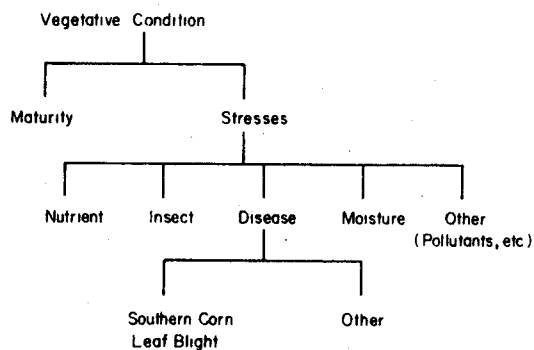 Vegetative Condition
Maturity
Stresses
Nutrient
Insect
Disease
Moisture
Other
(Pollutants, etc)
Southern Corn
Leaf Blight
Other